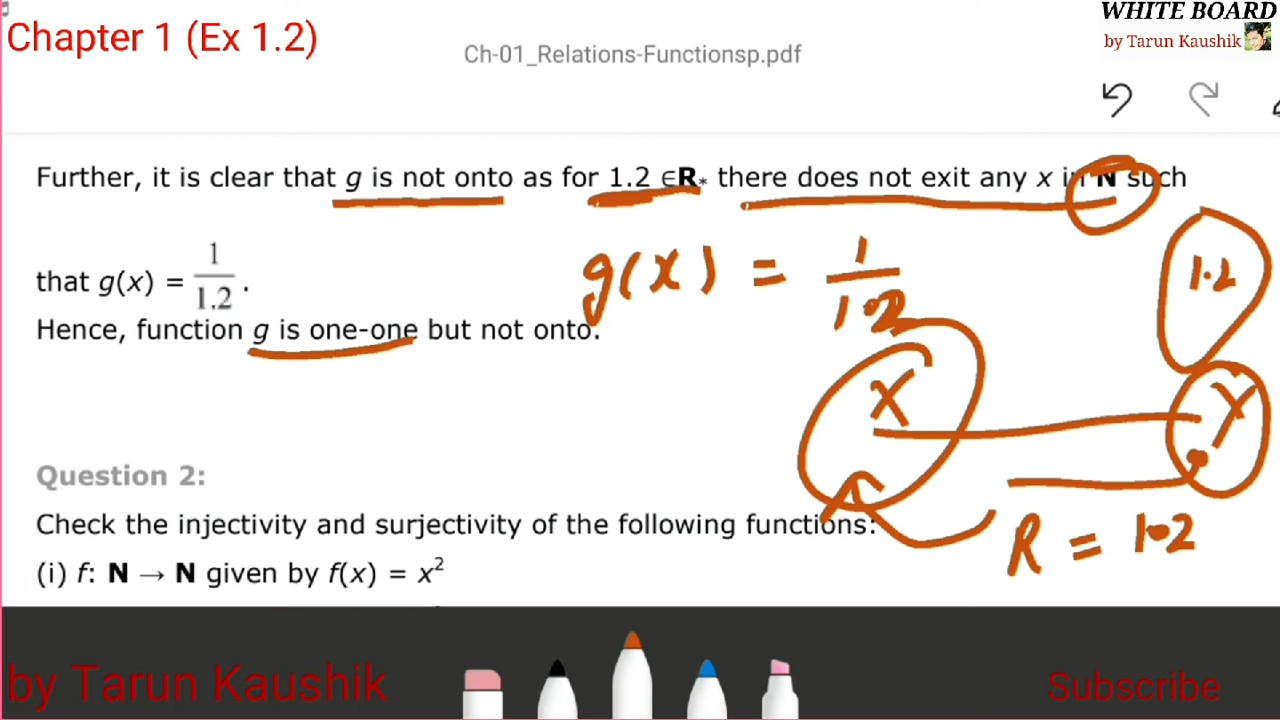 Chapter 1 (Ex 1.2)
Ch-01_Relations-Functionsp.pdf
WHITE BOARD
by Tarun Kaushik
Further, it is clear that g is not onto as for 1.2 ∈R* there does not exit any x in N such
that g(x) = 1/1.2 .
g(x) = 1/1.2
1.2
Hence, function g is one-one but not onto.
X
Y
Question 2:
Check the injectivity and surjectivity of the following functions:
R = 1.2
(i) f: N → N given by f(x) = x²
by Tarun Kaushik
Subscribe